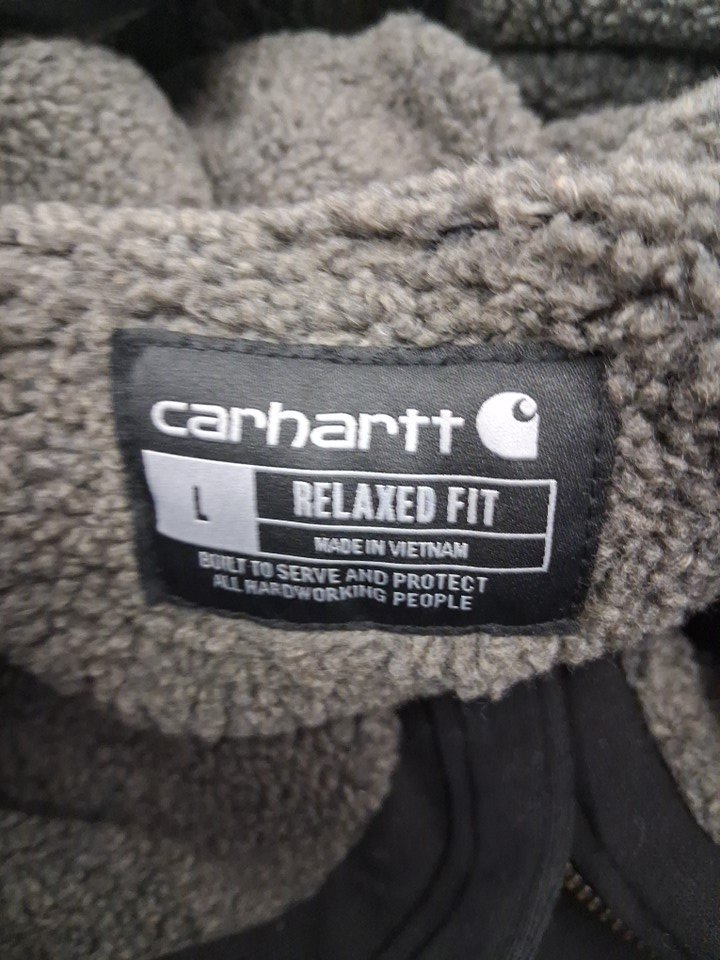 carhartt
L
RELAXED FIT
MADE IN VIETNAM
BUILT TO SERVE AND PROTECT
ALL HARDWORKING PEOPLE